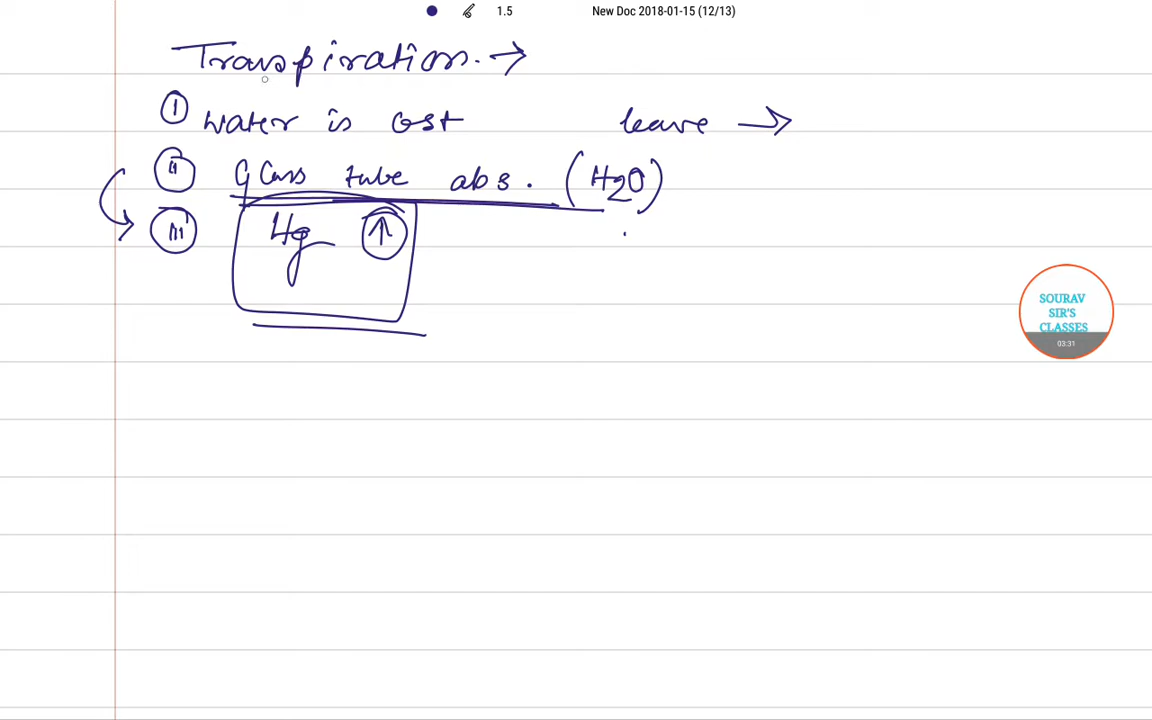 1.5 New Doc 2018-01-15 (12/13)
Transpiration. →
① water is lost leave →
② Glass tube abs. (H2O)
iii Hg ↑
SOURAV
SIR'S
CLASSES
03:31